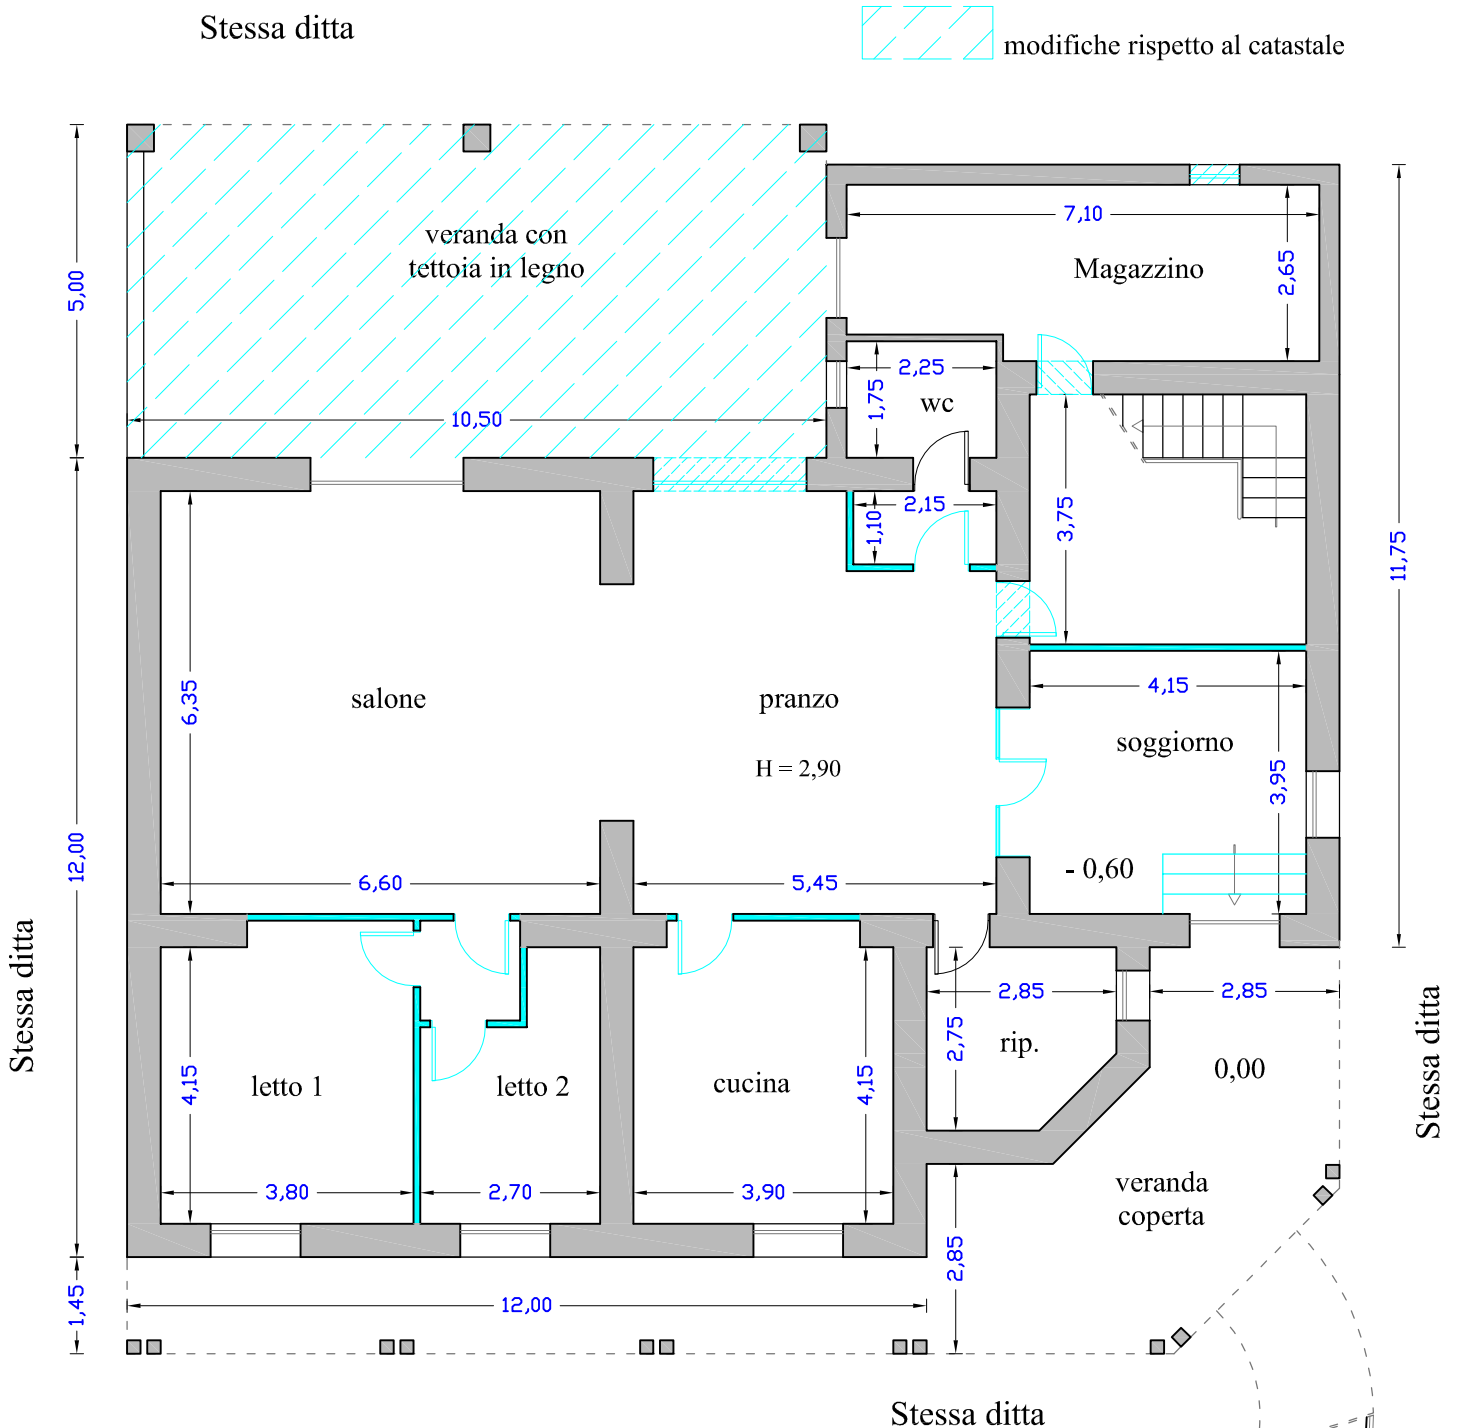 Stessa ditta
modifiche rispetto al catastale
5,00
veranda con
tettoia in legno
10,50
7,10
Magazzino
2,65
2,25
1,75
wc
2,15
1,10
3,75
11,75
12,00
6,35
salone
pranzo
H = 2,90
4,15
soggiorno
3,95
- 0,60
6,60
5,45
Stessa ditta
4,15
letto 1
letto 2
cucina
4,15
2,85
2,75
rip.
2,85
0,00
Stessa ditta
3,80
2,70
3,90
veranda
coperta
2,85
1,45
12,00
Stessa ditta